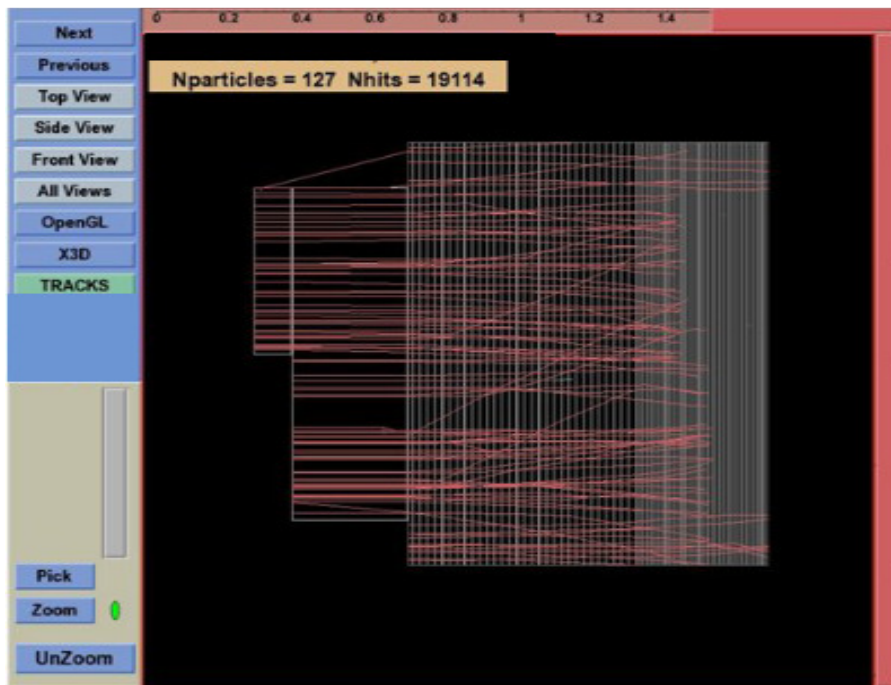 0 0.2 0.4 0.6 0.8 1 1.2 1.4
Next
Previous
Top View
Side View
Front View
All Views
OpenGL
X3D
TRACKS
Nparticles = 127 Nhits = 19114
Pick
Zoom
UnZoom